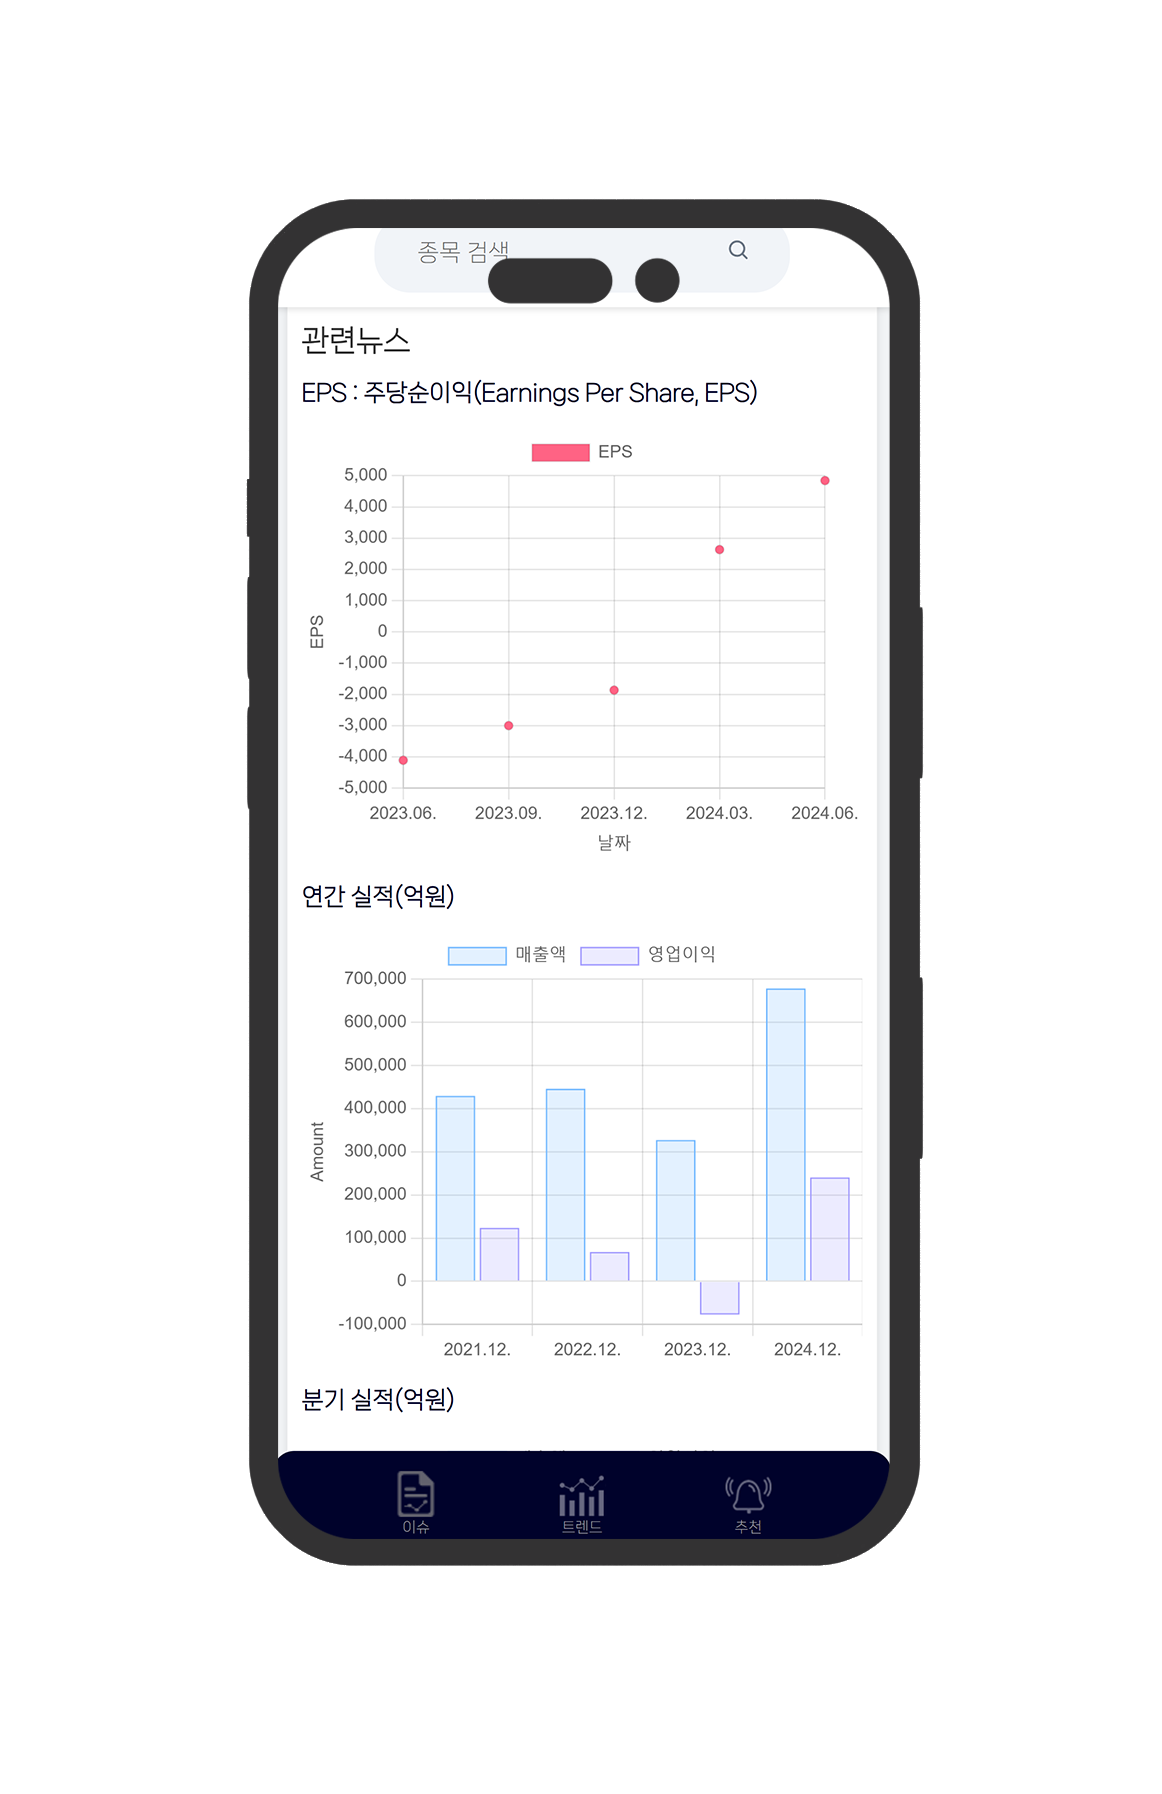 종목 검색
관련뉴스
EPS : 주당순이익(Earnings Per Share, EPS)
EPS
5,000
4,000
3,000
2,000
1,000
0
-1,000
-2,000
-3,000
-4,000
-5,000
EPS
2023.06. 2023.09. 2023.12. 2024.03. 2024.06.
날짜
연간 실적(억원)
매출액 영업이익
700,000
600,000
500,000
400,000
300,000
200,000
100,000
0
-100,000
Amount
2021.12. 2022.12. 2023.12. 2024.12.
분기 실적(억원)
이슈 트렌드 추천